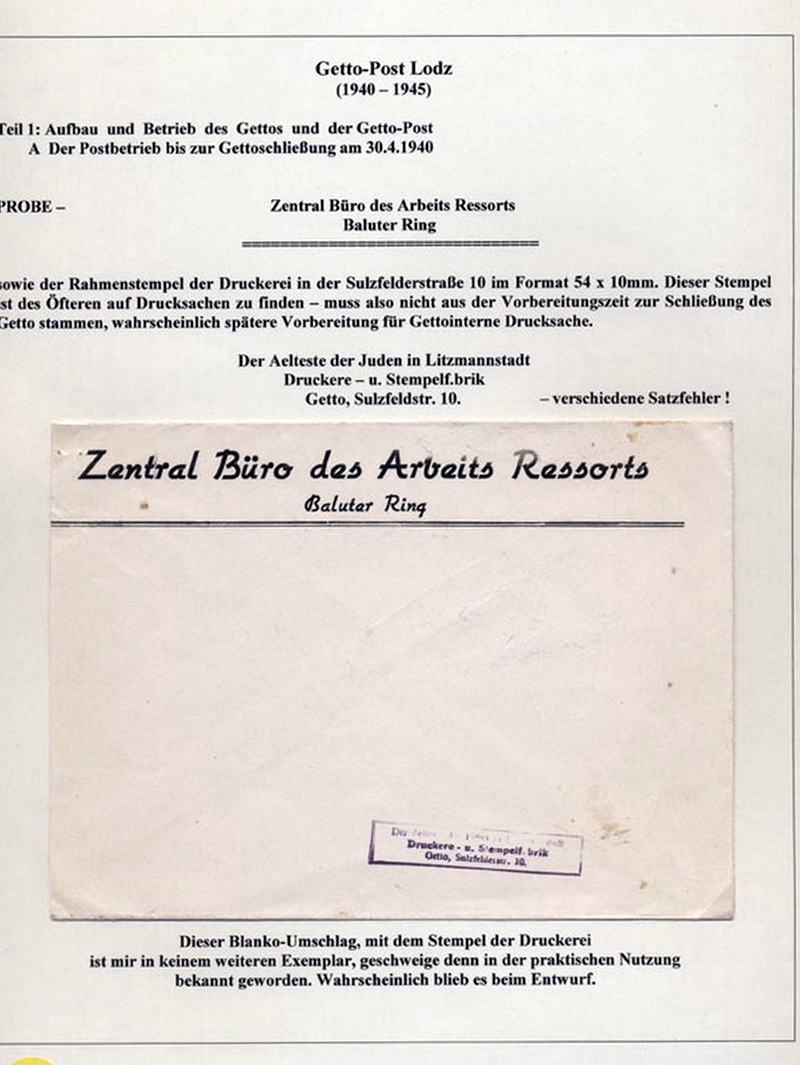 Getto-Post Lodz
(1940 – 1945)
Teil 1: Aufbau und Betrieb des Gettos und der Getto-Post
A Der Postbetrieb bis zur Gettoschließung am 30.4.1940
PROBE –
Zentral Büro des Arbeits Ressorts
Baluter Ring
==============================
sowie der Rahmenstempel der Druckerei in der Sulzfelderstraße 10 im Format 54 x 10mm. Dieser Stempel
ist des Öfteren auf Drucksachen zu finden – muss also nicht aus der Vorbereitungszeit zur Schließung des
Getto stammen, wahrscheinlich spätere Vorbereitung für Gettointerne Drucksache.
Der Aelteste der Juden in Litzmannstadt
Druckere – u. Stempelf.brik
Getto, Sulzfeldstr. 10. – verschiedene Satzfehler !
Zentral Büro des Arbeits Ressorts
Baluter Ring
Der
Druckere - u. Stempelf. brik
Getto, Sulzfelderstr. 10.
Dieser Blanko-Umschlag, mit dem Stempel der Druckerei
ist mir in keinem weiteren Exemplar, geschweige denn in der praktischen Nutzung
bekannt geworden. Wahrscheinlich blieb es beim Entwurf.